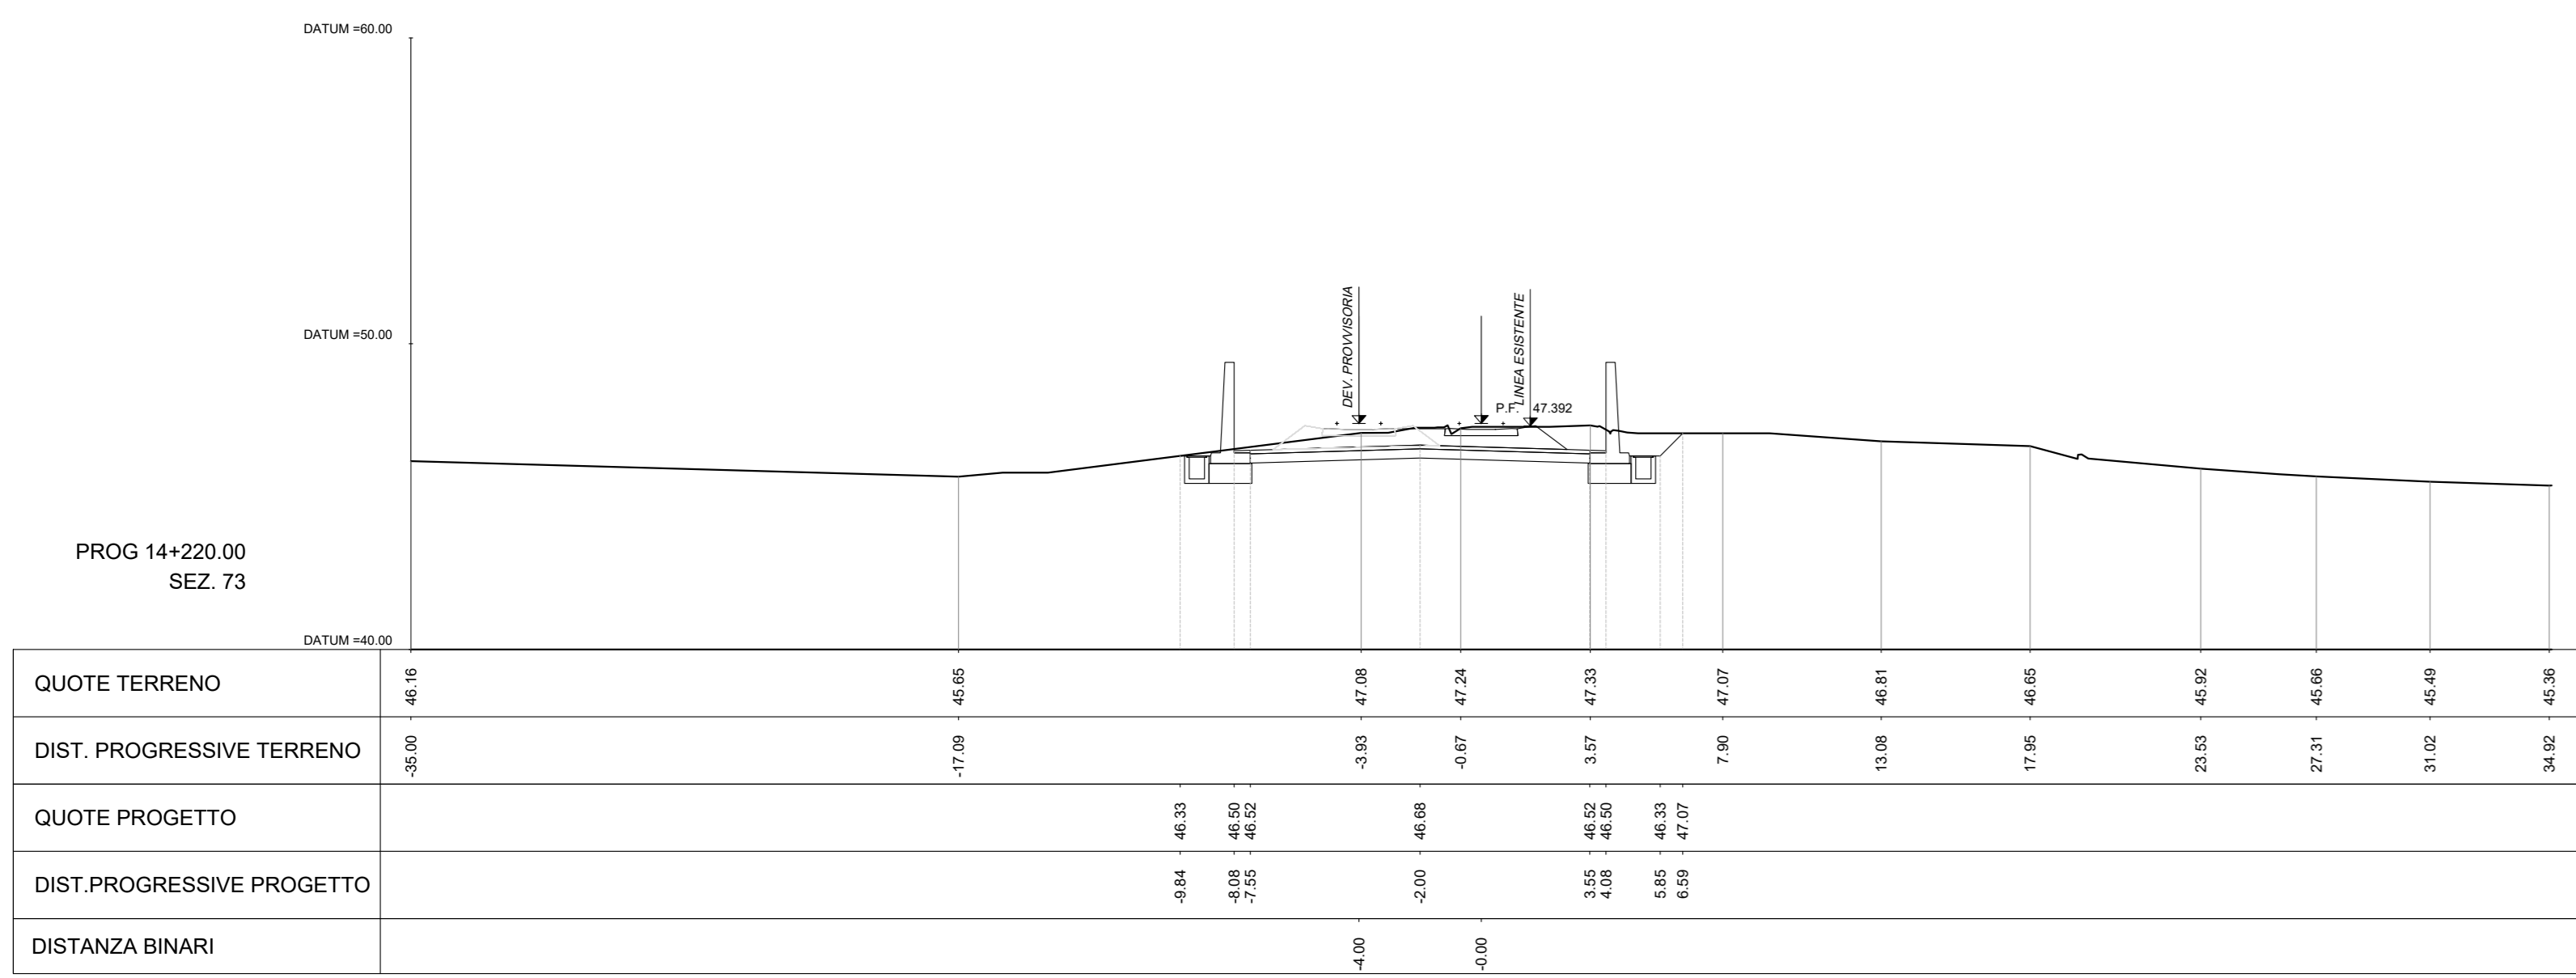 DATUM =60.00
DATUM =50.00
DEV. PROVVISORIA
LINEA ESISTENTE
P.F. 47.392
PROG 14+220.00
SEZ. 73
DATUM =40.00
QUOTE TERRENO 46.16 45.65 47.08 47.24 47.33 47.07 46.81 46.65 45.92 45.66 45.49 45.36
DIST. PROGRESSIVE TERRENO -35.00 -17.09 -3.93 -0.67 3.57 7.90 13.08 17.95 23.53 27.31 31.02 34.92
QUOTE PROGETTO 46.33 46.50 46.52 46.68 46.52 46.50 46.33 47.07
DIST.PROGRESSIVE PROGETTO -9.84 -8.08 -7.55 -2.00 3.55 4.08 5.85 6.59
DISTANZA BINARI -4.00 -0.00